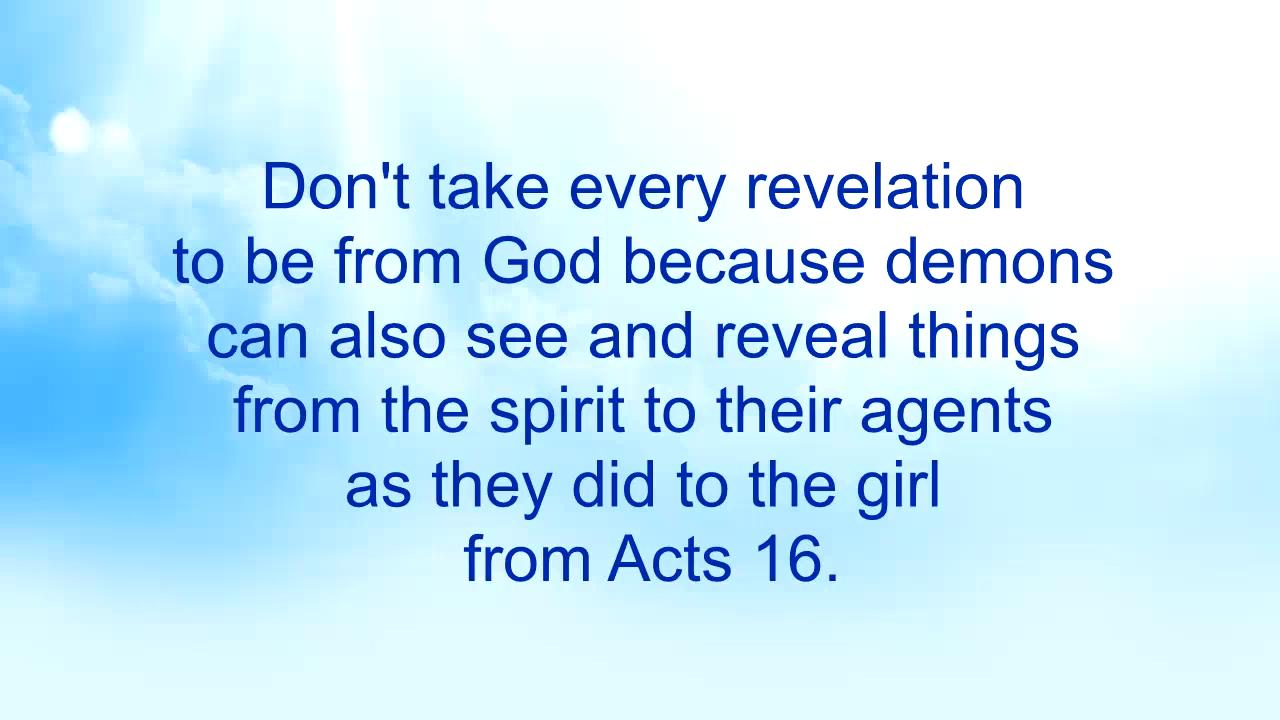 Don't take every revelation
to be from God because demons
can also see and reveal things
from the spirit to their agents
as they did to the girl
from Acts 16.